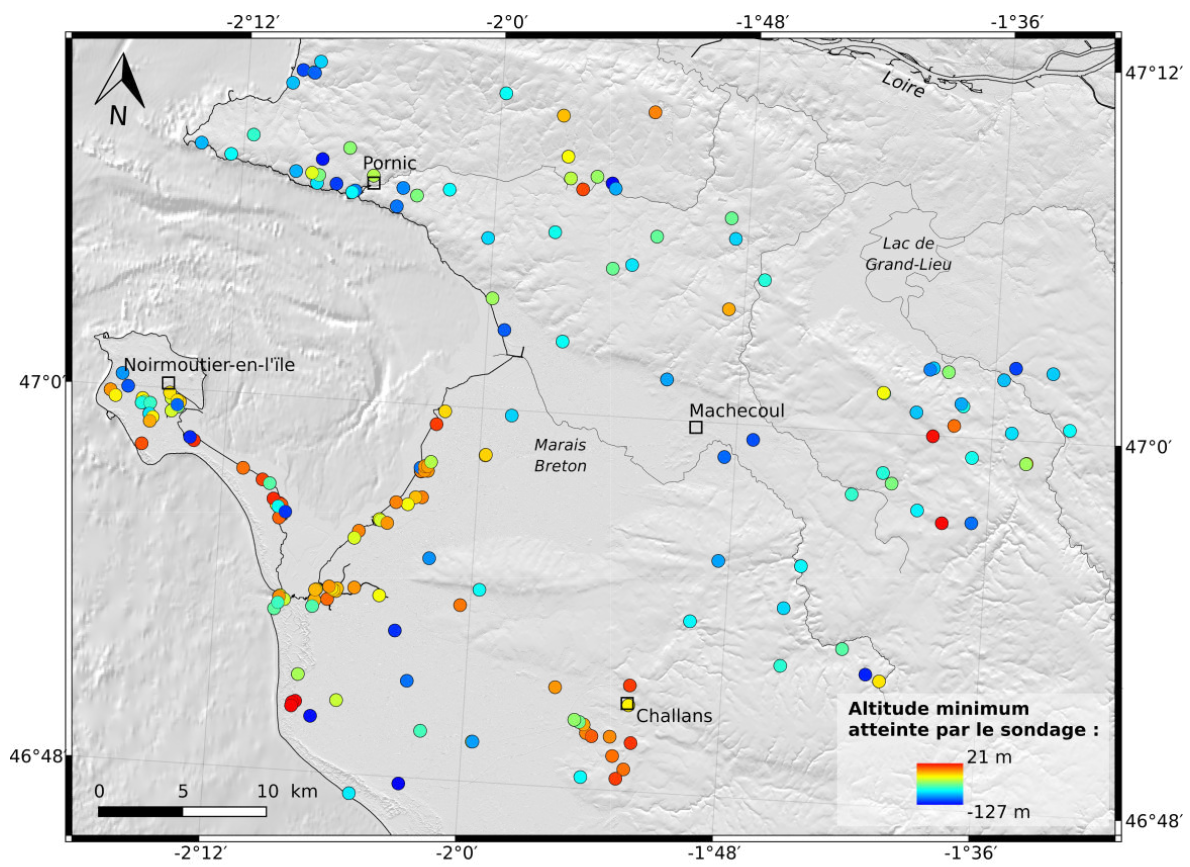 -2°12′ -2°0′ -1°48′ -1°36′
47°12′
47°12′
Loire
N
Pornic
Lac de
Grand-Lieu
Noirmoutier-en-l'île
47°0′
Machecoul
Marais
Breton
47°0′
Challans
Altitude minimum
atteinte par le sondage :
21 m
-127 m
46°48′
0 5 10 km
46°48′
-2°12′ -2°0′ -1°48′ -1°36′